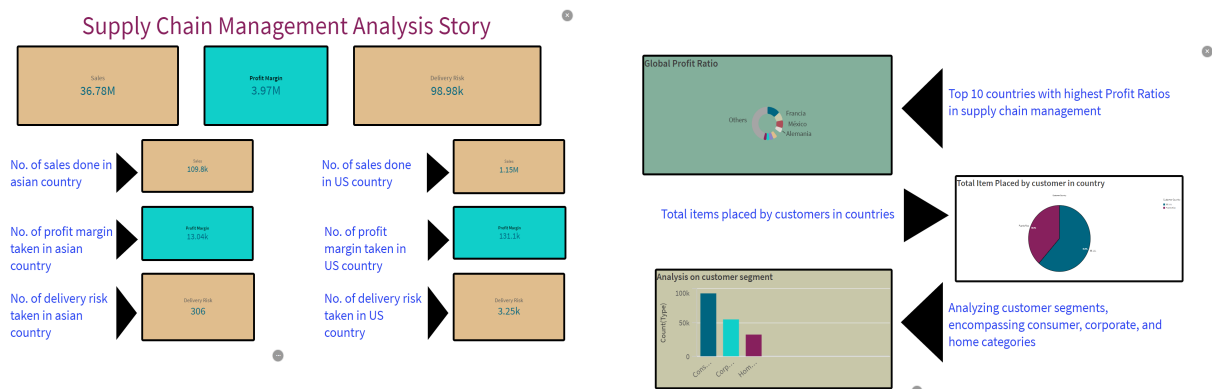 Supply Chain Management Analysis Story
Sales
36.78M
Profit Margin
3.97M
Delivery Risk
98.98k
No. of sales done in
asian country
Sales
109.8k
No. of sales done
in US country
Sales
1.15M
No. of profit margin
taken in asian
country
Profit Margin
13.84k
No. of profit
margin taken in
US country
Profit Margin
131.1k
No. of delivery risk
taken in asian
country
Delivery Risk
306
No. of delivery risk
taken in US
country
Delivery Risk
3.25k
Global Profit Ratio
Others
Francia
México
Alemania
Top 10 countries with highest Profit Ratios
in supply chain management
Total items placed by customers in countries
Total Item Placed by customer in country
Analysis on customer segment
Count(Type)
100k
50k
0
Cons...
Corp...
Hom...
Analyzing customer segments,
encompassing consumer, corporate, and
home categories